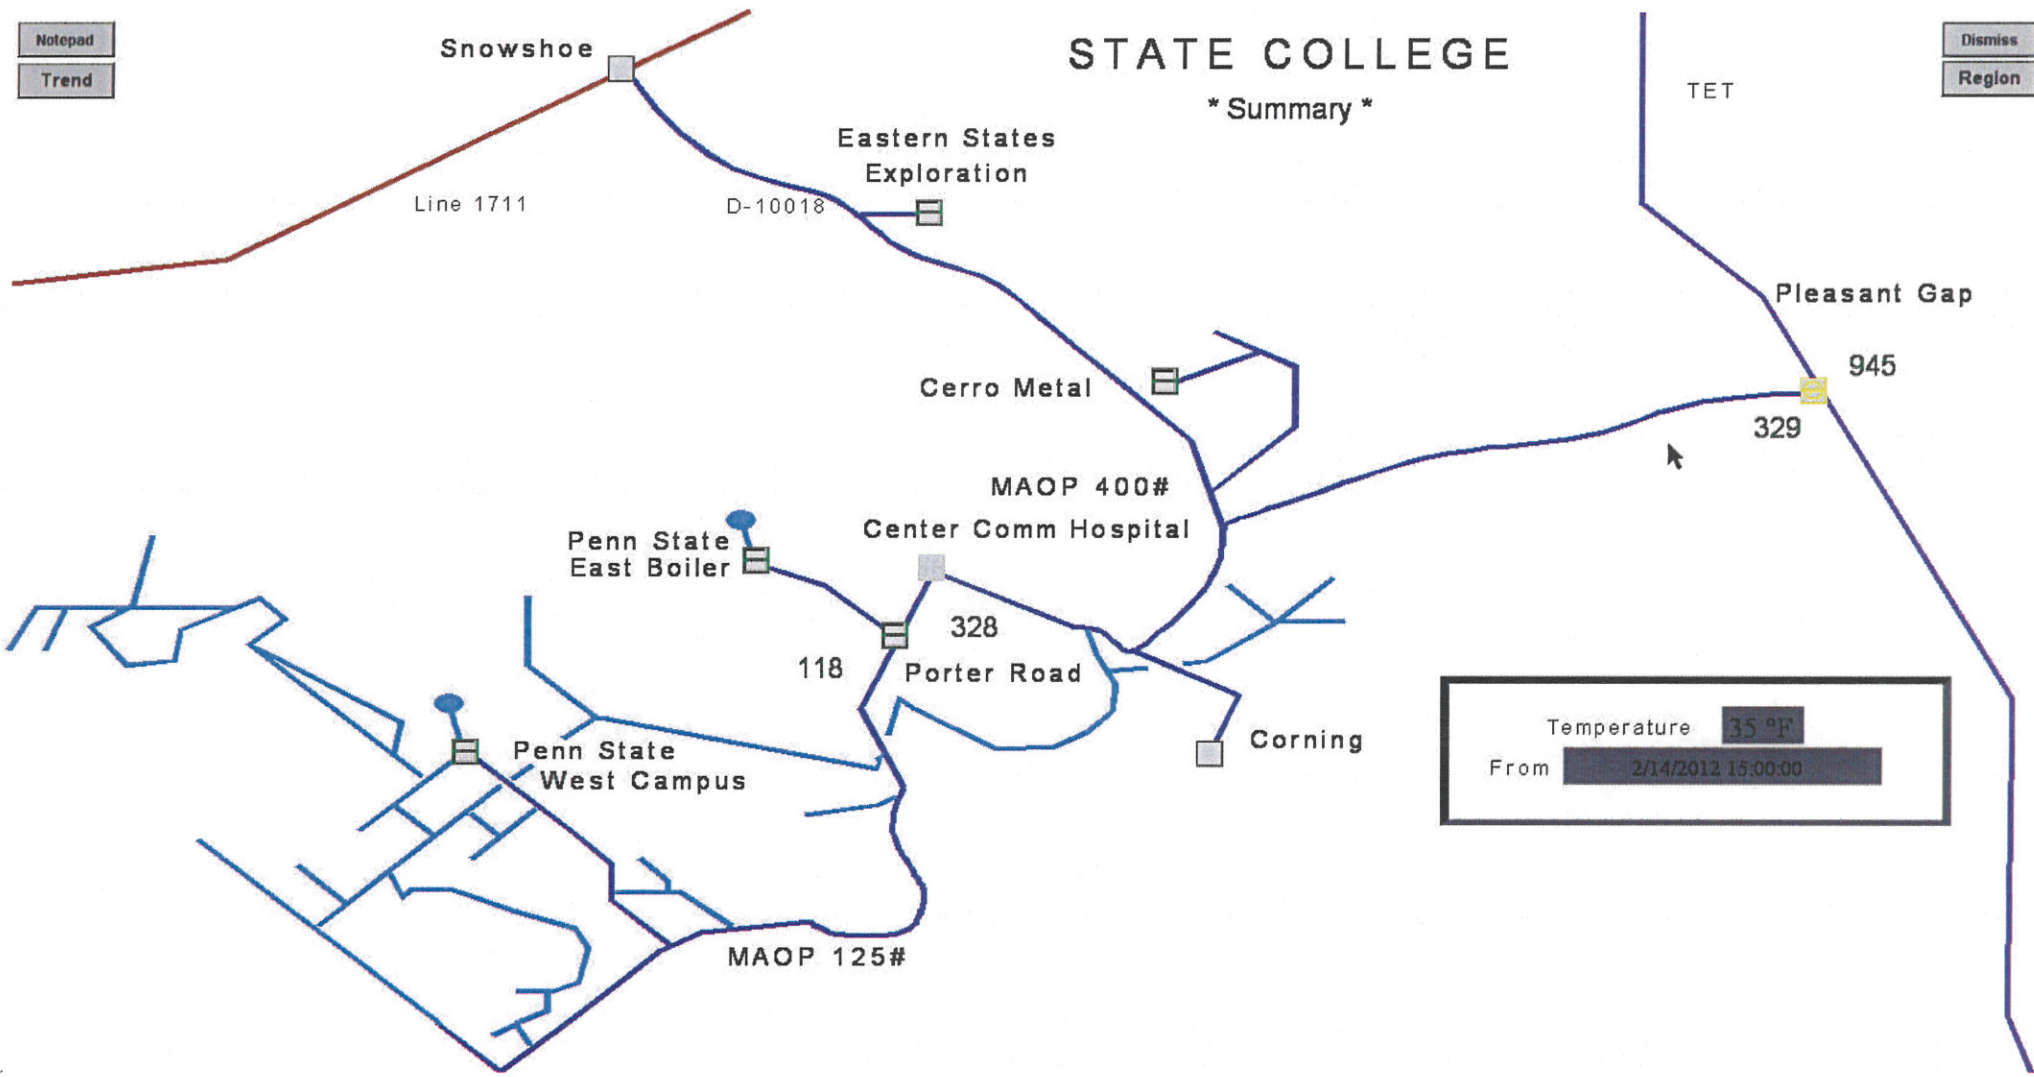 Notepad
Trend
Snowshoe
STATE COLLEGE
* Summary *
Dismiss
Region
TET
Eastern States
Exploration
Line 1711
D-10018
Pleasant Gap
945
329
Cerro Metal
MAOP 400#
Center Comm Hospital
Penn State
East Boiler
328
118
Porter Road
Penn State
West Campus
Corning
Temperature 35 °F
From 2/14/2012 15:00:00
MAOP 125#